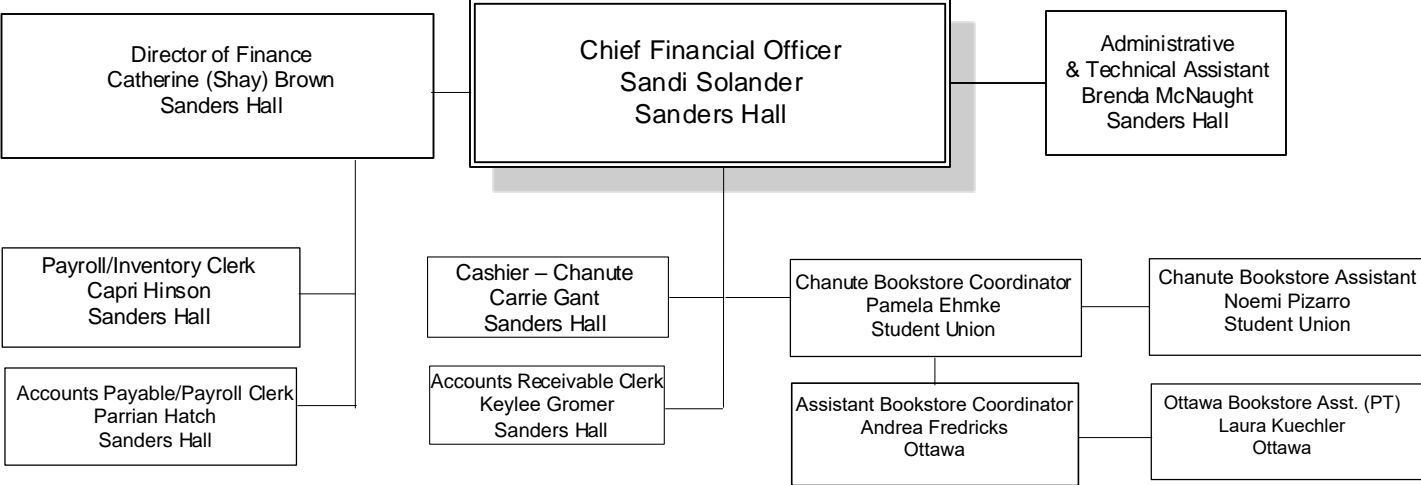 Director of Finance
Catherine (Shay) Brown
Sanders Hall
Chief Financial Officer
Sandi Solander
Sanders Hall
Administrative
& Technical Assistant
Brenda McNaught
Sanders Hall
Payroll/Inventory Clerk
Capri Hinson
Sanders Hall
Cashier – Chanute
Carrie Gant
Sanders Hall
Chanute Bookstore Coordinator
Pamela Ehmke
Student Union
Chanute Bookstore Assistant
Noemi Pizarro
Student Union
Accounts Payable/Payroll Clerk
Parrian Hatch
Sanders Hall
Accounts Receivable Clerk
Keylee Gromer
Sanders Hall
Assistant Bookstore Coordinator
Andrea Fredricks
Ottawa
Ottawa Bookstore Asst. (PT)
Laura Kuechler
Ottawa